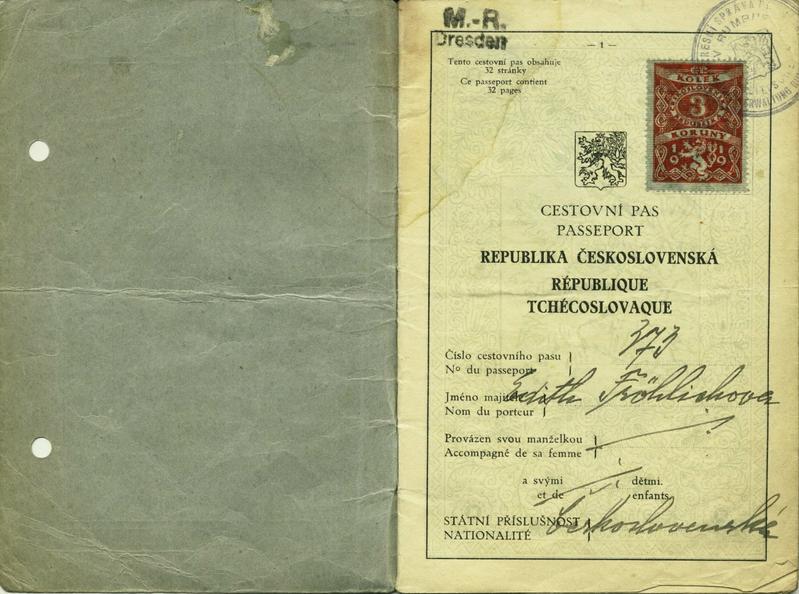 M.-R.
Dresden
— 1 —
Tento cestovní pas obsahuje
32 stránky
Ce passeport contient
32 pages
KOLEK
3
KORUNY
1919
CESTOVNÍ PAS
PASSEPORT
REPUBLIKA ČESKOSLOVENSKÁ
RÉPUBLIQUE
TCHÉCOSLOVAQUE
Číslo cestovního pasu 373
No du passeport
Jméno majitele Edith Fröhlichova
Nom du porteur
Provázen svou manželkou
Accompagné de sa femme
a svými dětmi.
et de enfants.
STÁTNÍ PŘÍSLUŠNOST Československá
NATIONALITÉ